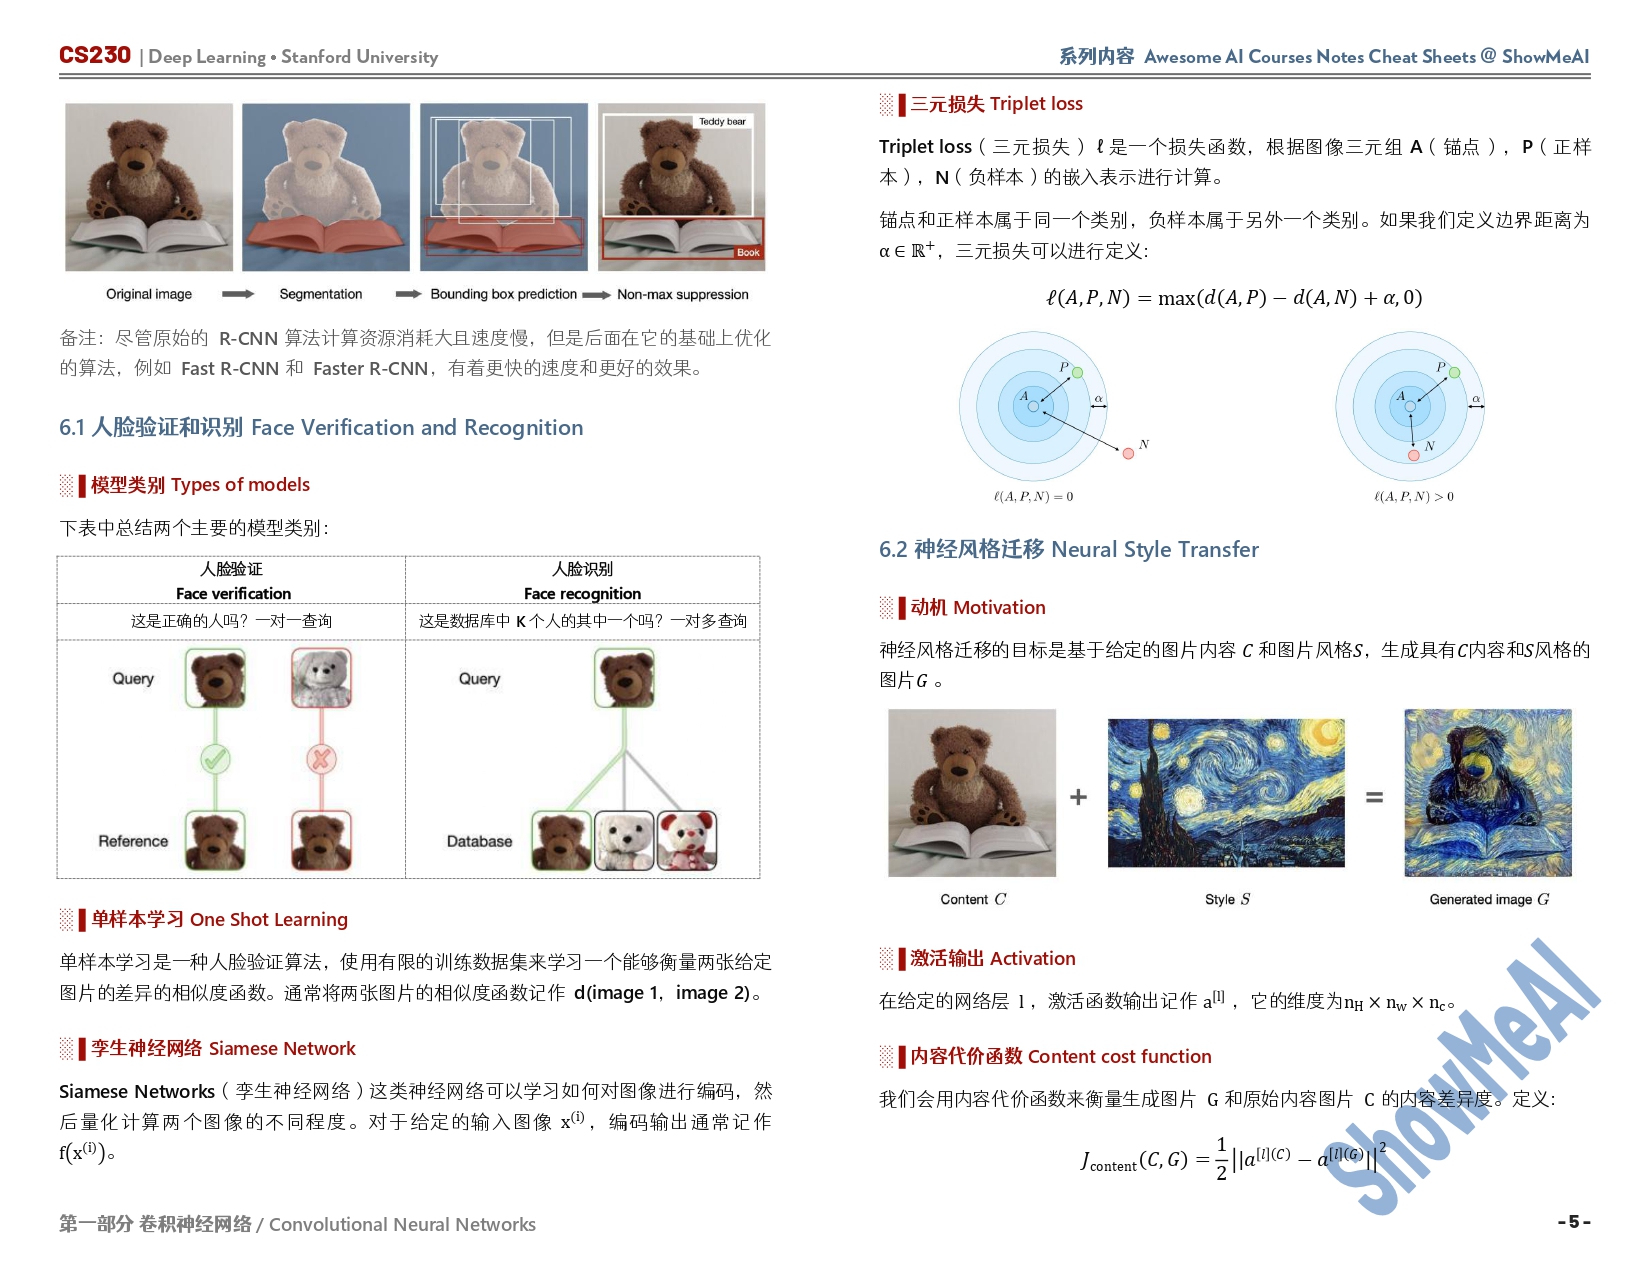 CS230 | Deep Learning • Stanford University
系列内容 Awesome AI Courses Notes Cheat Sheets @ ShowMeAI
Teddy bear
Book
Original image
Segmentation
Bounding box prediction
Non-max suppression
备注：尽管原始的 R-CNN 算法计算资源消耗大且速度慢，但是后面在它的基础上优化
的算法，例如 Fast R-CNN 和 Faster R-CNN，有着更快的速度和更好的效果。
6.1 人脸验证和识别 Face Verification and Recognition
模型类别 Types of models
下表中总结两个主要的模型类别：
人脸验证
Face verification
人脸识别
Face recognition
这是正确的人吗？一对一查询
这是数据库中 K 个人的其中一个吗？一对多查询
Query
Reference
Query
Database
单样本学习 One Shot Learning
单样本学习是一种人脸验证算法，使用有限的训练数据集来学习一个能够衡量两张给定
图片的差异的相似度函数。通常将两张图片的相似度函数记作 d(image 1，image 2)。
孪生神经网络 Siamese Network
Siamese Networks（孪生神经网络）这类神经网络可以学习如何对图像进行编码，然
后量化计算两个图像的不同程度。对于给定的输入图像 x⁽ⁱ⁾，编码输出通常记作
f(x⁽ⁱ⁾)。
三元损失 Triplet loss
Triplet loss（三元损失）ℓ 是一个损失函数，根据图像三元组 A（锚点），P（正样
本），N（负样本）的嵌入表示进行计算。
锚点和正样本属于同一个类别，负样本属于另外一个类别。如果我们定义边界距离为
α ∈ ℝ⁺，三元损失可以进行定义：
ℓ(A, P, N) = max(d(A, P) − d(A, N) + α, 0)
P
A
α
N
ℓ(A, P, N) = 0
P
A
α
N
ℓ(A, P, N) > 0
6.2 神经风格迁移 Neural Style Transfer
动机 Motivation
神经风格迁移的目标是基于给定的图片内容 C 和图片风格S，生成具有C内容和S风格的
图片G 。
+
=
Content C
Style S
Generated image G
激活输出 Activation
在给定的网络层 l ，激活函数输出记作 a^[l] ，它的维度为n_H × n_w × n_c。
内容代价函数 Content cost function
我们会用内容代价函数来衡量生成图片 G 和原始内容图片 C 的内容差异度。定义：
J_content(C, G) = 1/2 ||a^[l](C) − a^[l](G)||²
ShowMeAI
第一部分 卷积神经网络 / Convolutional Neural Networks
- 5 -